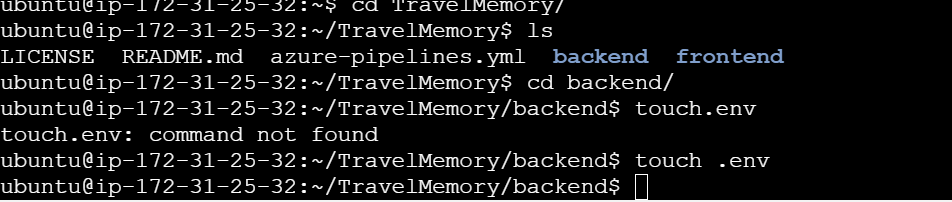 ubuntu@ip-172-31-25-32:~$ cd TravelMemory/
ubuntu@ip-172-31-25-32:~/TravelMemory$ ls
LICENSE  README.md  azure-pipelines.yml  backend  frontend
ubuntu@ip-172-31-25-32:~/TravelMemory$ cd backend/
ubuntu@ip-172-31-25-32:~/TravelMemory/backend$ touch.env
touch.env: command not found
ubuntu@ip-172-31-25-32:~/TravelMemory/backend$ touch .env
ubuntu@ip-172-31-25-32:~/TravelMemory/backend$